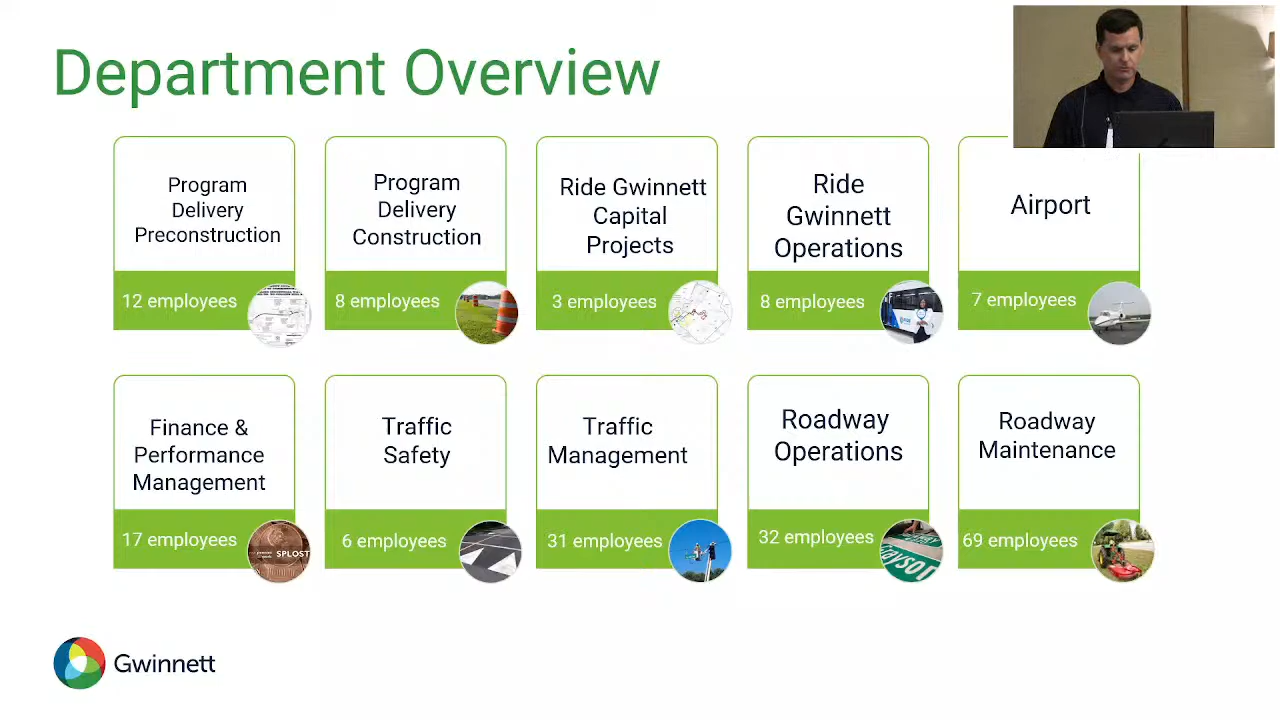 Department Overview
Program
Delivery
Preconstruction
12 employees
Program
Delivery
Construction
8 employees
Ride Gwinnett
Capital
Projects
3 employees
Ride
Gwinnett
Operations
8 employees
Airport
7 employees
Finance &
Performance
Management
17 employees
SPLOST
Traffic
Safety
6 employees
Traffic
Management
31 employees
Roadway
Operations
32 employees
Grayson
Roadway
Maintenance
69 employees
Gwinnett